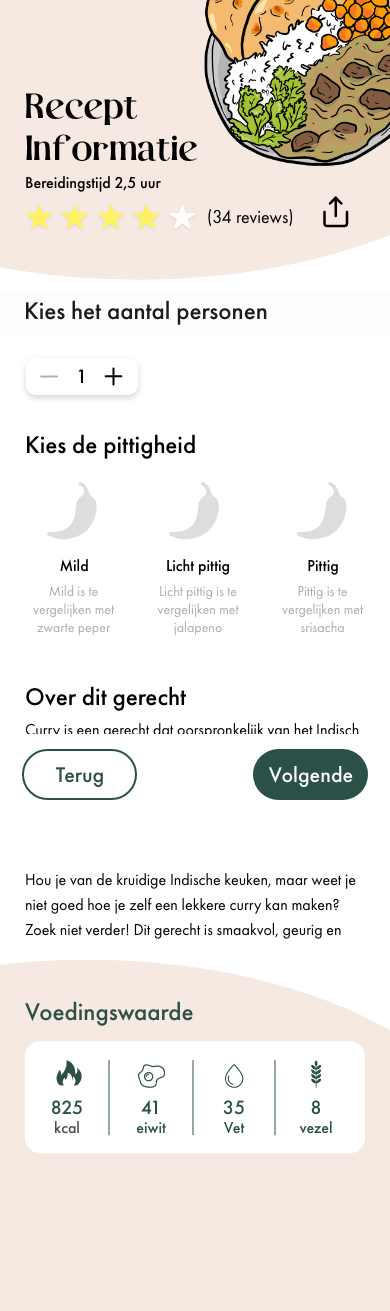 Recept
Informatie
Bereidingstijd 2,5 uur
(34 reviews)
Kies het aantal personen
1
Kies de pittigheid
Mild
Licht pittig
Pittig
Mild is te
vergelijken met
zwarte peper
Licht pittig is te
vergelijken met
jalapeno
Pittig is te
vergelijken met
srisacha
Over dit gerecht
Curry is een gerecht dat oorspronkelijk van het Indisch
Terug
Volgende
Hou je van de kruidige Indische keuken, maar weet je
niet goed hoe je zelf een lekkere curry kan maken?
Zoek niet verder! Dit gerecht is smaakvol, geurig en
Voedingswaarde
825
41
35
8
kcal
eiwit
Vet
vezel